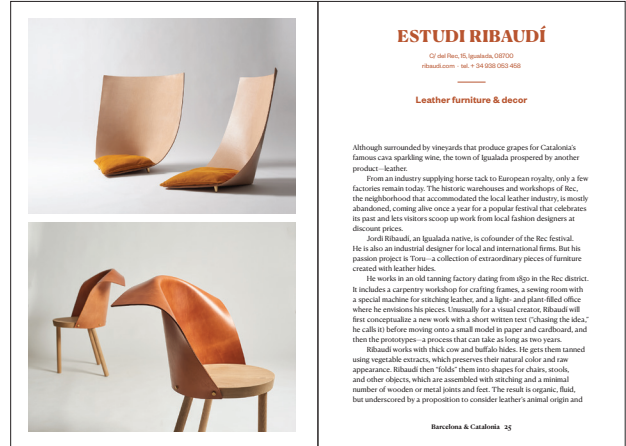 ESTUDI RIBAUDÍ
C/ del Rec, 15, Igualada, 08700
ribaudi.com – tel. + 34 938 053 458
Leather furniture & decor
Although surrounded by vineyards that produce grapes for Catalonia's
famous cava sparkling wine, the town of Igualada prospered by another
product—leather.
From an industry supplying horse tack to European royalty, only a few
factories remain today. The historic warehouses and workshops of Rec,
the neighborhood that accommodated the local leather industry, is mostly
abandoned, coming alive once a year for a popular festival that celebrates
its past and lets visitors scoop up work from local fashion designers at
discount prices.
Jordi Ribaudí, an Igualada native, is cofounder of the Rec festival.
He is also an industrial designer for local and international firms. But his
passion project is Toru—a collection of extraordinary pieces of furniture
created with leather hides.
He works in an old tanning factory dating from 1850 in the Rec district.
It includes a carpentry workshop for crafting frames, a sewing room with
a special machine for stitching leather, and a light- and plant-filled office
where he envisions his pieces. Unusually for a visual creator, Ribaudí will
first conceptualize a new work with a short written text ("chasing the idea,"
he calls it) before moving onto a small model in paper and cardboard, and
then the prototypes—a process that can take as long as two years.
Ribaudí works with thick cow and buffalo hides. He gets them tanned
using vegetable extracts, which preserves their natural color and raw
appearance. Ribaudí then "folds" them into shapes for chairs, stools,
and other objects, which are assembled with stitching and a minimal
number of wooden or metal joints and feet. The result is organic, fluid,
but underscored by a proposition to consider leather's animal origin and
Barcelona & Catalonia 25